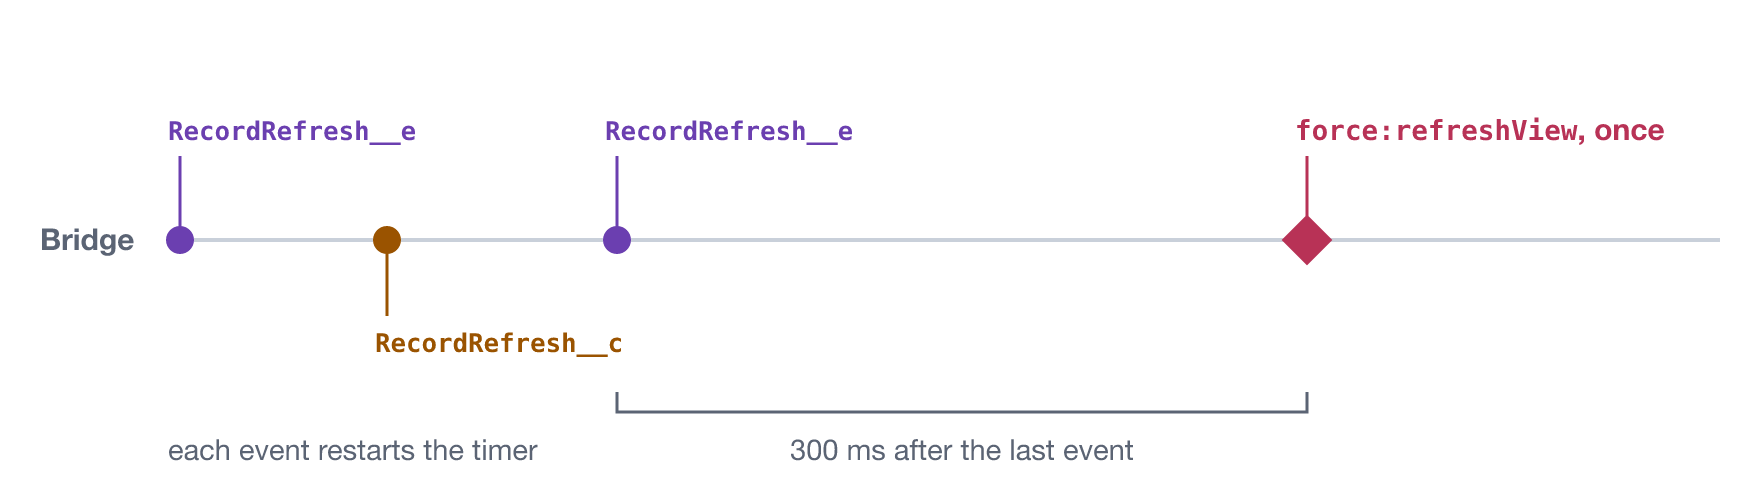 RecordRefresh__e
RecordRefresh__e
force:refreshView, once
Bridge
RecordRefresh__c
each event restarts the timer
300 ms after the last event